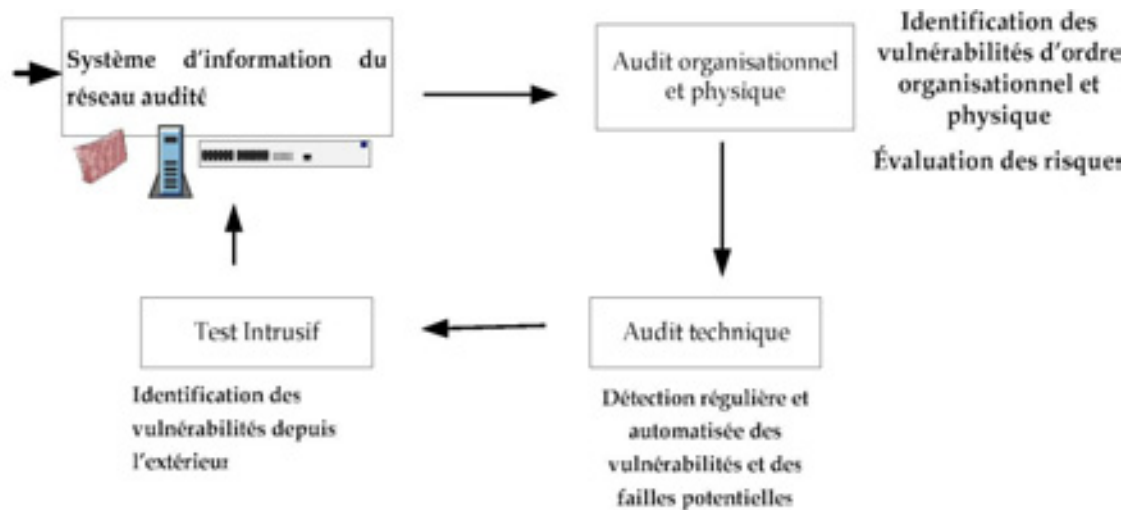 Système d'information du
réseau audité
Audit organisationnel
et physique
Identification des
vulnérabilités d'ordre
organisationnel et
physique
Évaluation des risques
Test Intrusif
Identification des
vulnérabilités depuis
l'extérieur
Audit technique
Détection régulière et
automatisée des
vulnérabilités et des
failles potentielles